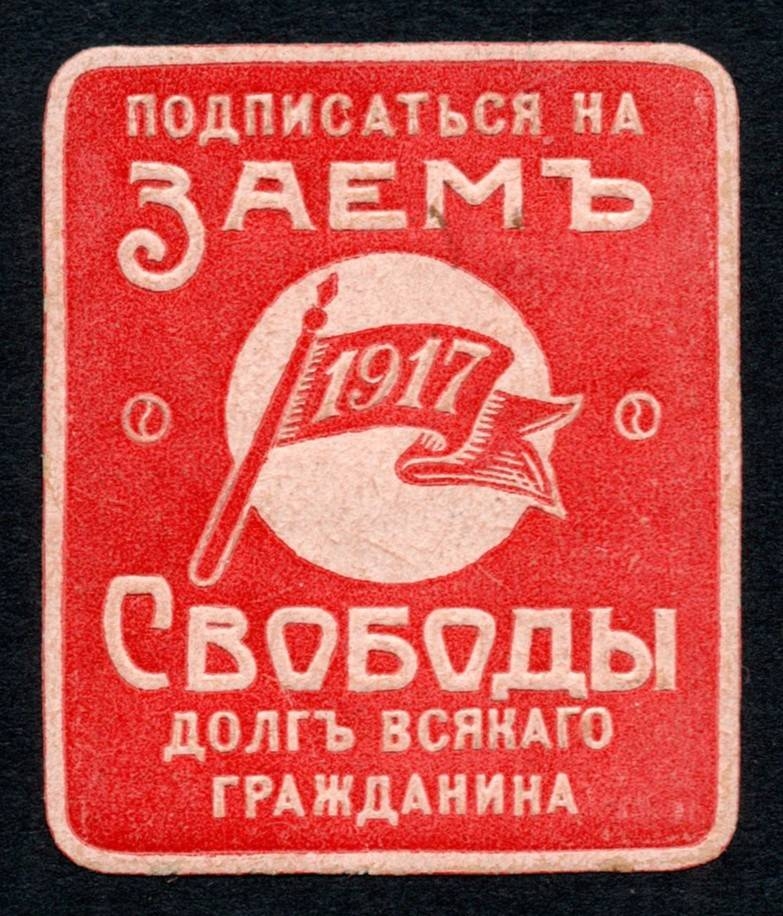 ПОДПИСАТЬСЯ НА
ЗАЕМЪ
1917
СВОБОДЫ
ДОЛГЪ ВСЯКАГО
ГРАЖДАНИНА